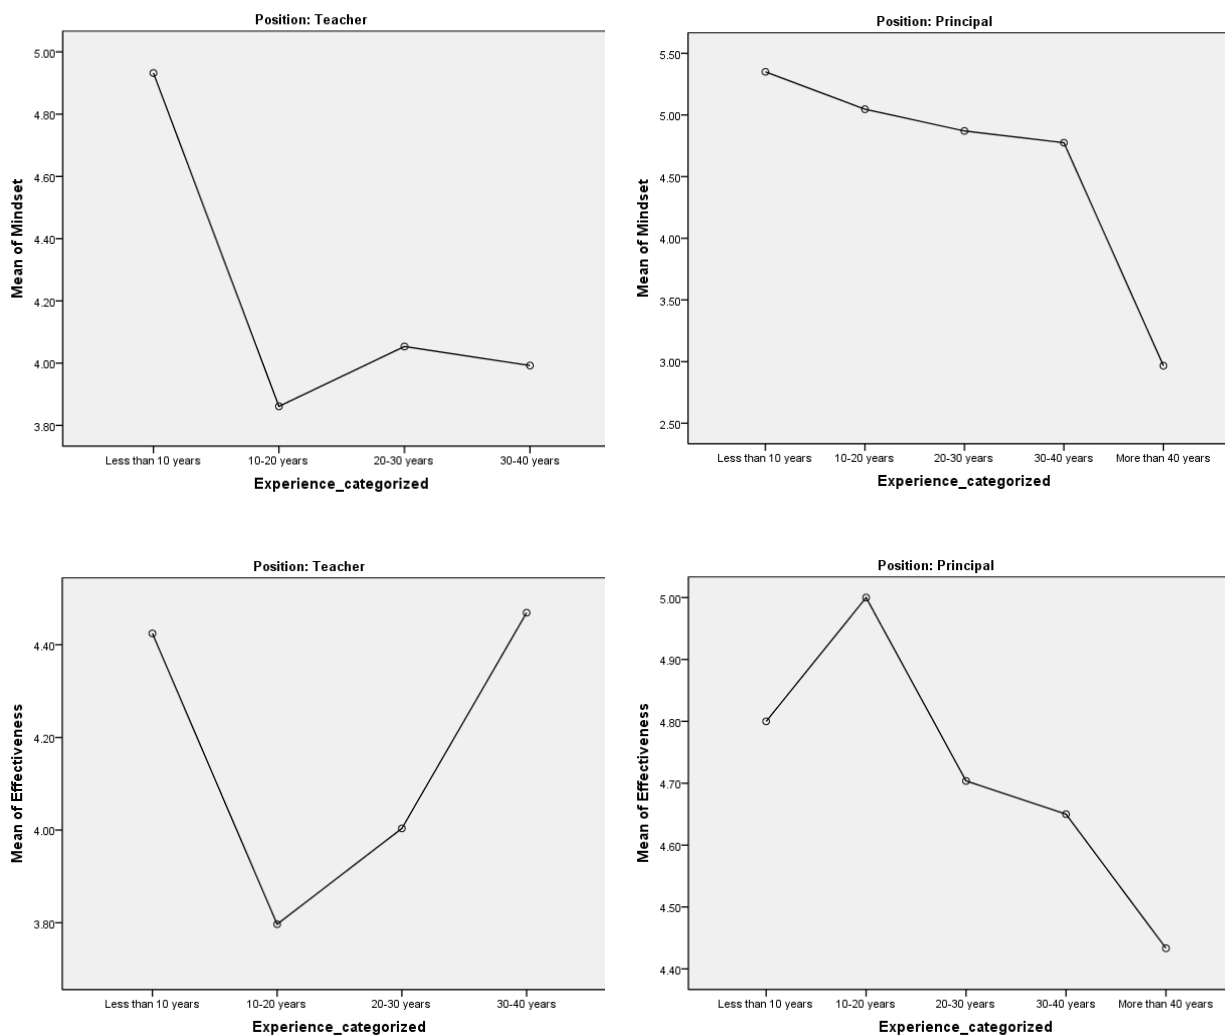 Position: Teacher
5.00
4.80
4.60
4.40
4.20
4.00
3.80
Mean of Mindset
Less than 10 years 10-20 years 20-30 years 30-40 years
Experience_categorized
Position: Principal
5.50
5.00
4.50
4.00
3.50
3.00
2.50
Mean of Mindset
Less than 10 years 10-20 years 20-30 years 30-40 years More than 40 years
Experience_categorized
Position: Teacher
4.40
4.20
4.00
3.80
Mean of Effectiveness
Less than 10 years 10-20 years 20-30 years 30-40 years
Experience_categorized
Position: Principal
5.00
4.90
4.80
4.70
4.60
4.50
4.40
Mean of Effectiveness
Less than 10 years 10-20 years 20-30 years 30-40 years More than 40 years
Experience_categorized